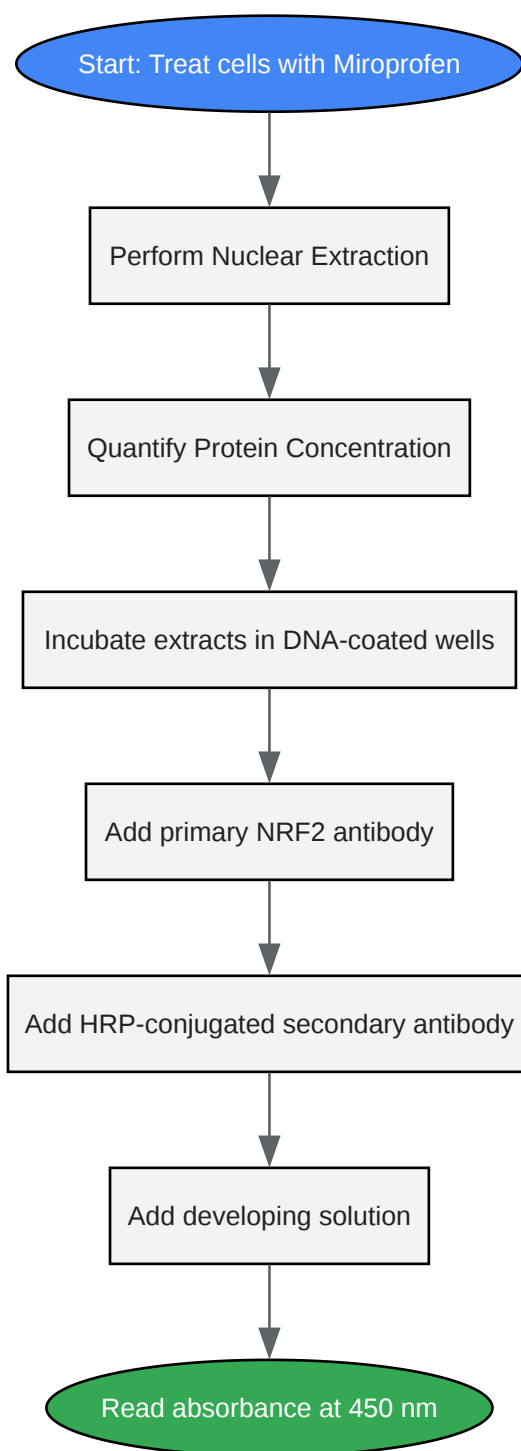 Start: Treat cells with Miroprofen
Perform Nuclear Extraction
Quantify Protein Concentration
Incubate extracts in DNA-coated wells
Add primary NRF2 antibody
Add HRP-conjugated secondary antibody
Add developing solution
Read absorbance at 450 nm